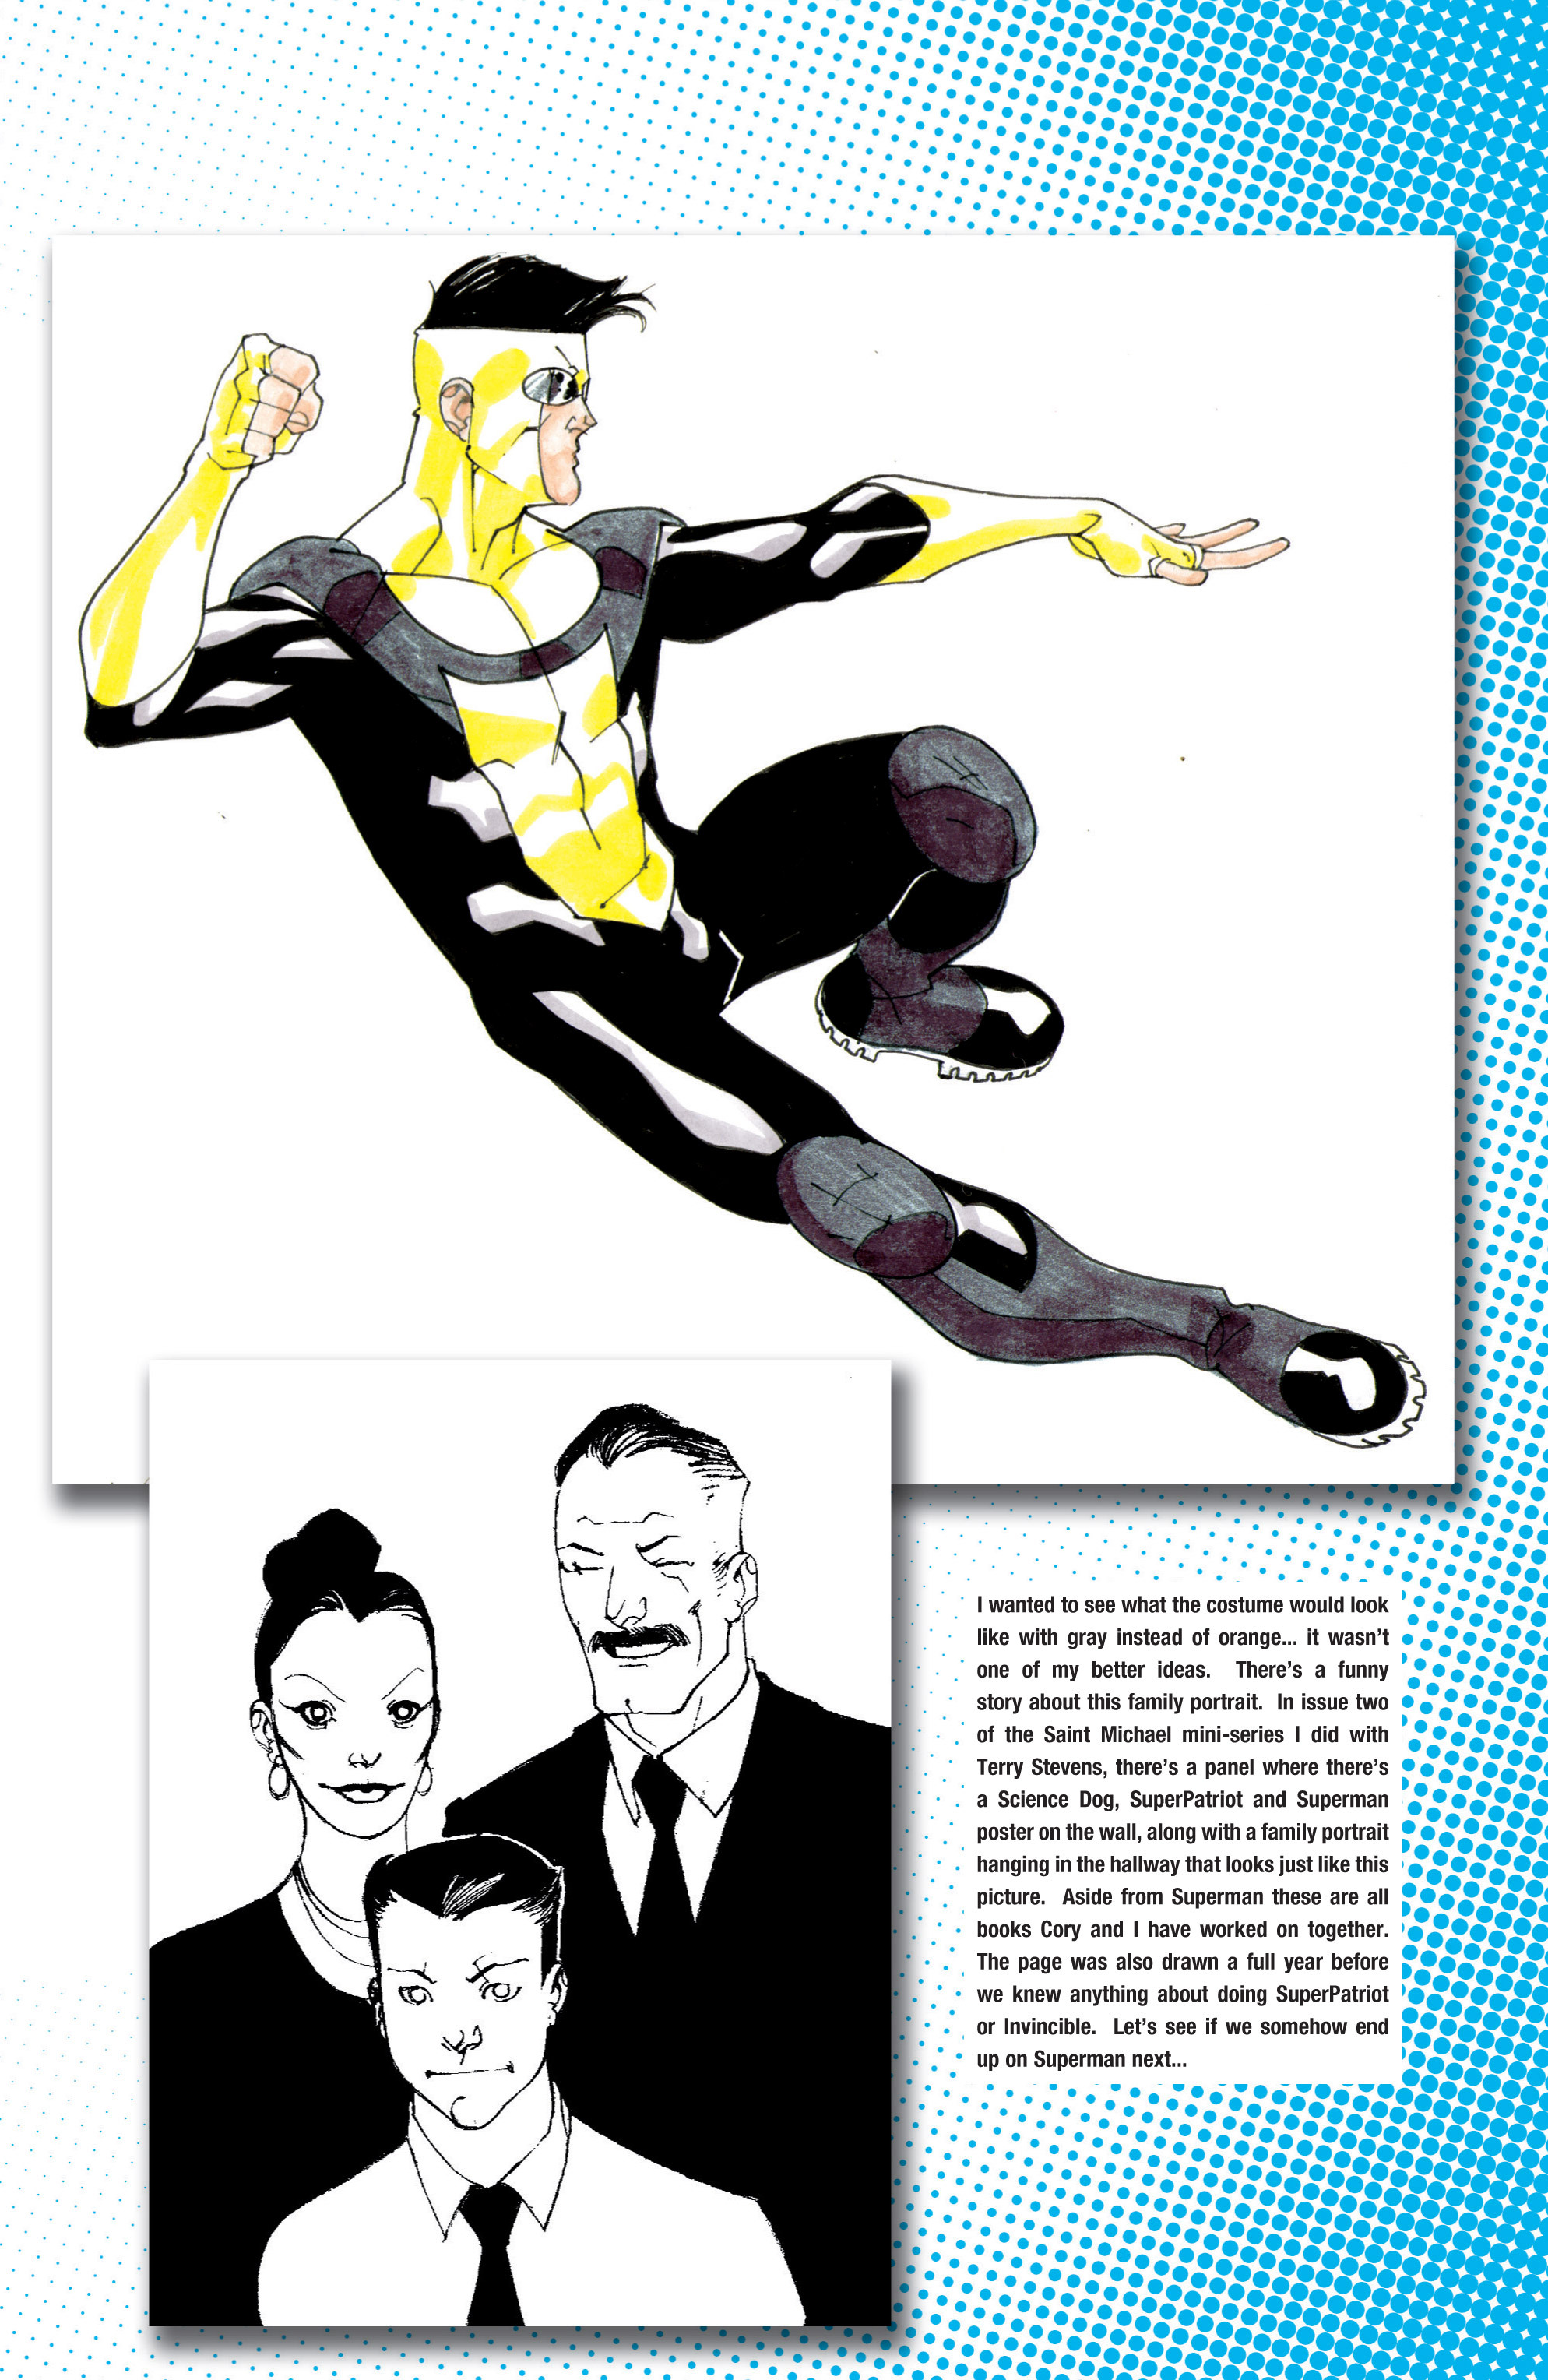 I wanted to see what the costume would look
like with gray instead of orange... it wasn't
one of my better ideas.  There's a funny
story about this family portrait.  In issue two
of the Saint Michael mini-series I did with
Terry Stevens, there's a panel where there's
a Science Dog, SuperPatriot and Superman
poster on the wall, along with a family portrait
hanging in the hallway that looks just like this
picture.  Aside from Superman these are all
books Cory and I have worked on together.
The page was also drawn a full year before
we knew anything about doing SuperPatriot
or Invincible.  Let's see if we somehow end
up on Superman next...